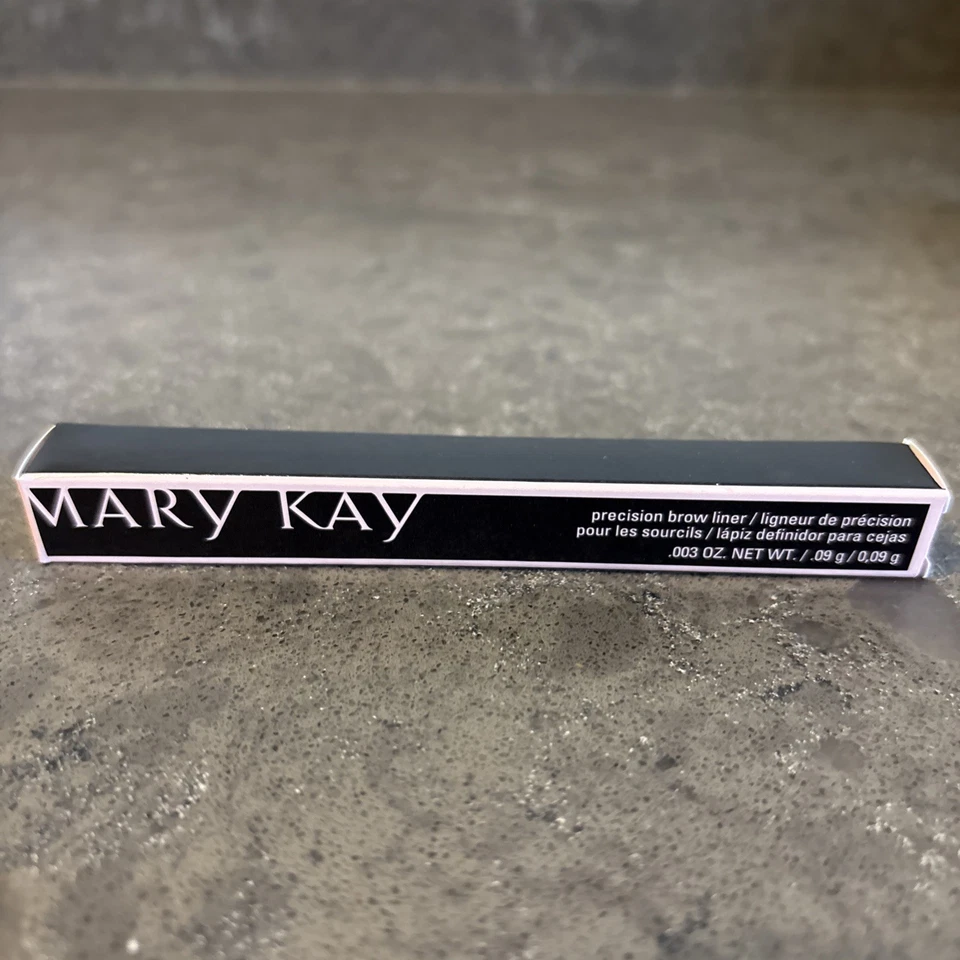 MARY KAY
precision brow liner / ligneur de précision
pour les sourcils / lápiz definidor para cejas
.003 OZ. NET WT. / .09 g / 0,09 g